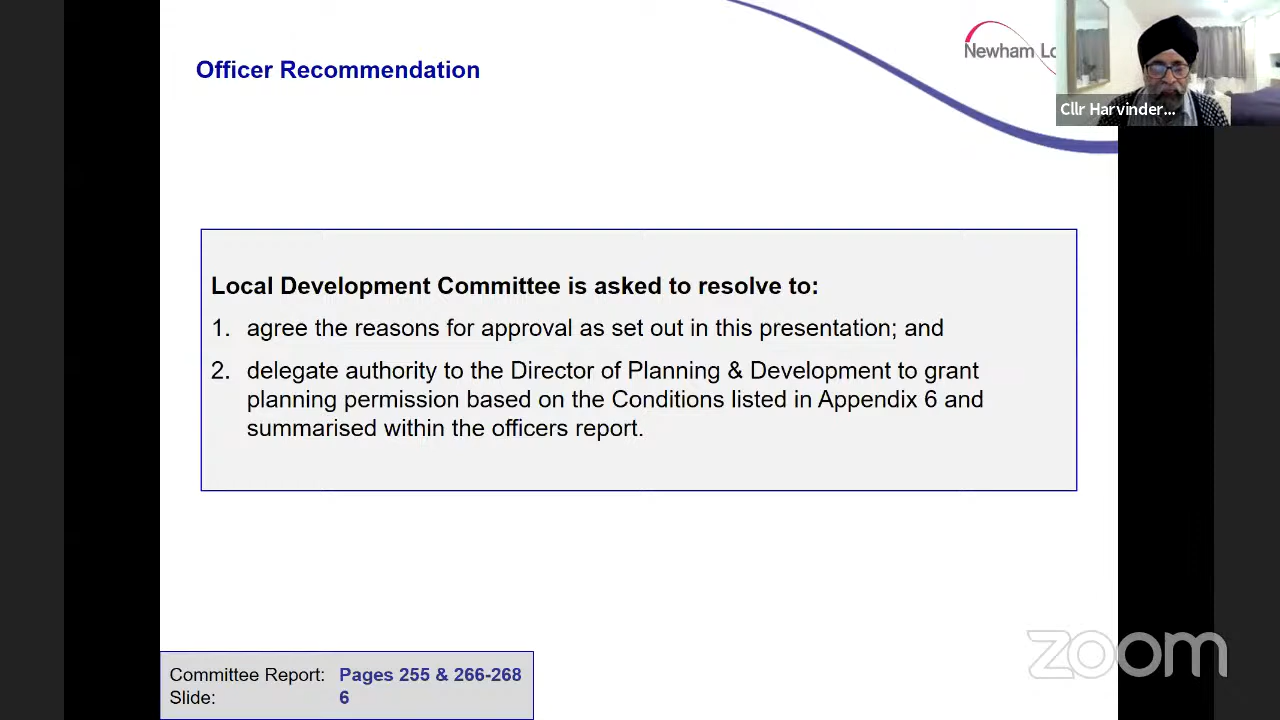 Officer Recommendation
Newham Lo
Cllr Harvinder...
Local Development Committee is asked to resolve to:
1. agree the reasons for approval as set out in this presentation; and
2. delegate authority to the Director of Planning & Development to grant
planning permission based on the Conditions listed in Appendix 6 and
summarised within the officers report.
Committee Report: Pages 255 & 266-268
Slide: 6
zoom